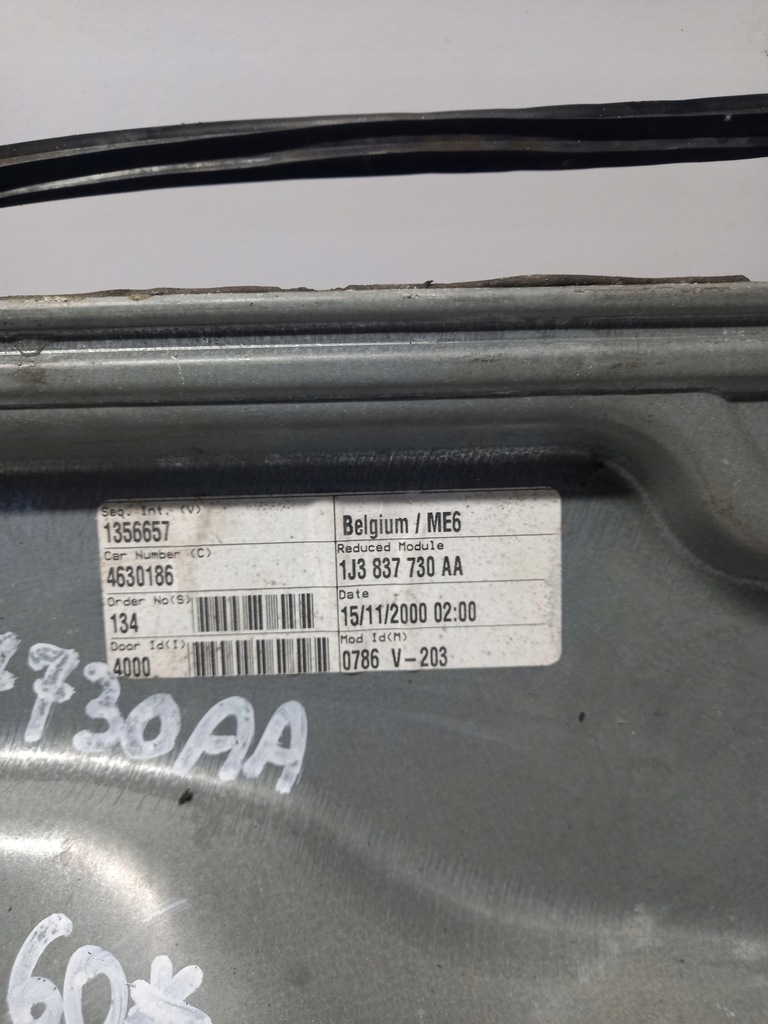 Seq. Int. (V)
1356657
Belgium / ME6
Car Number (C)
4630186
Reduced Module
1J3 837 730 AA
Order No(S)
134
Date
15/11/2000 02:00
Door Id(I)
4000
Mod Id(M)
0786 V-203
7730AA
60*